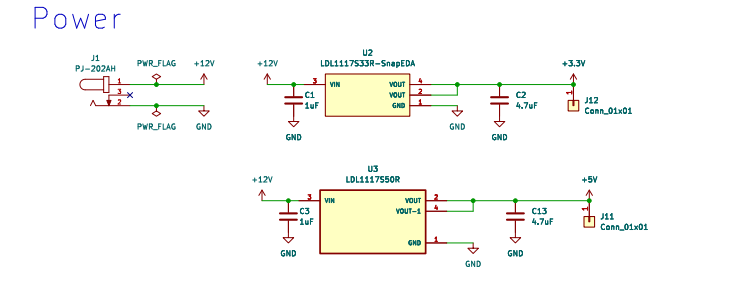 Power
J1
PJ-202AH
PWR_FLAG
+12V
1
3
2
PWR_FLAG
GND
U2
LDL1117S33R-SnapEDA
+12V
3
VIN
VOUT
4
VOUT
2
GND
1
C1
1uF
GND
GND
C2
4.7uF
GND
+3.3V
1
J12
Conn_01x01
U3
LDL1117S50R
+12V
3
VIN
VOUT
2
VOUT-1
4
GND
1
C3
1uF
GND
GND
C13
4.7uF
GND
+5V
1
J11
Conn_01x01